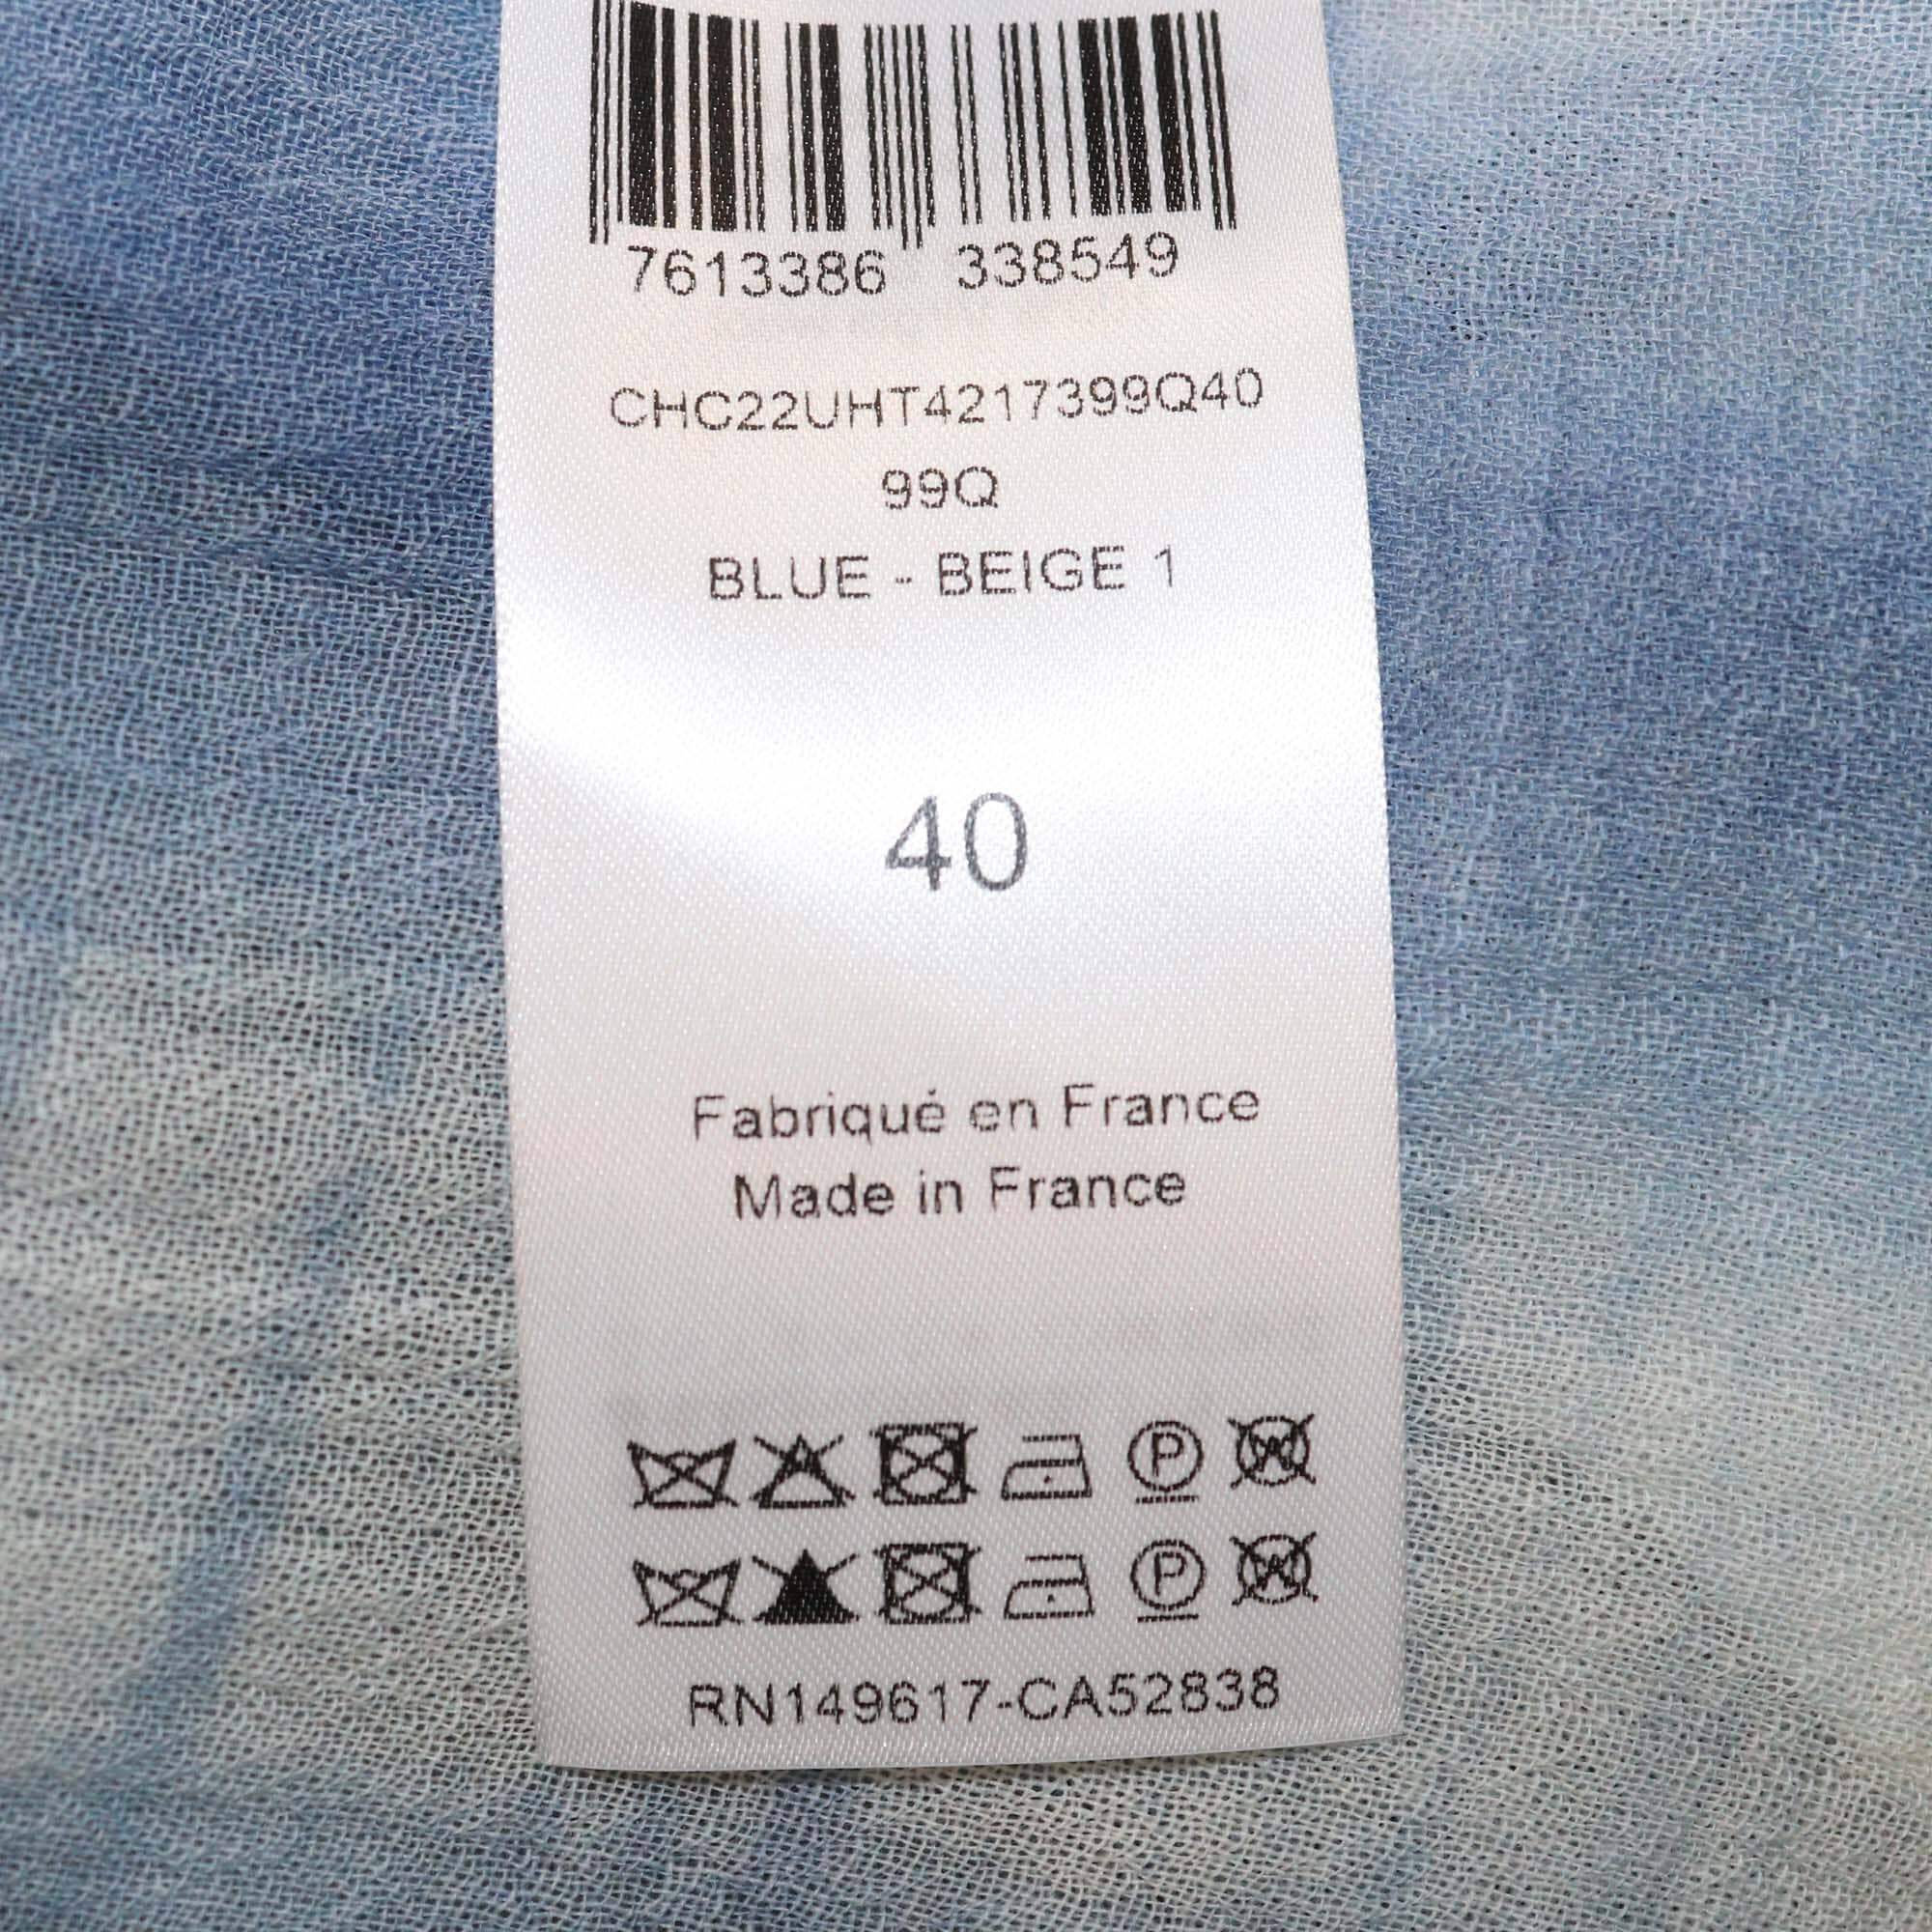 7613386 338549
CHC22UHT4217399Q40
99Q
BLUE - BEIGE 1
40
Fabriqué en France
Made in France
P W
P W
RN149617-CA52838